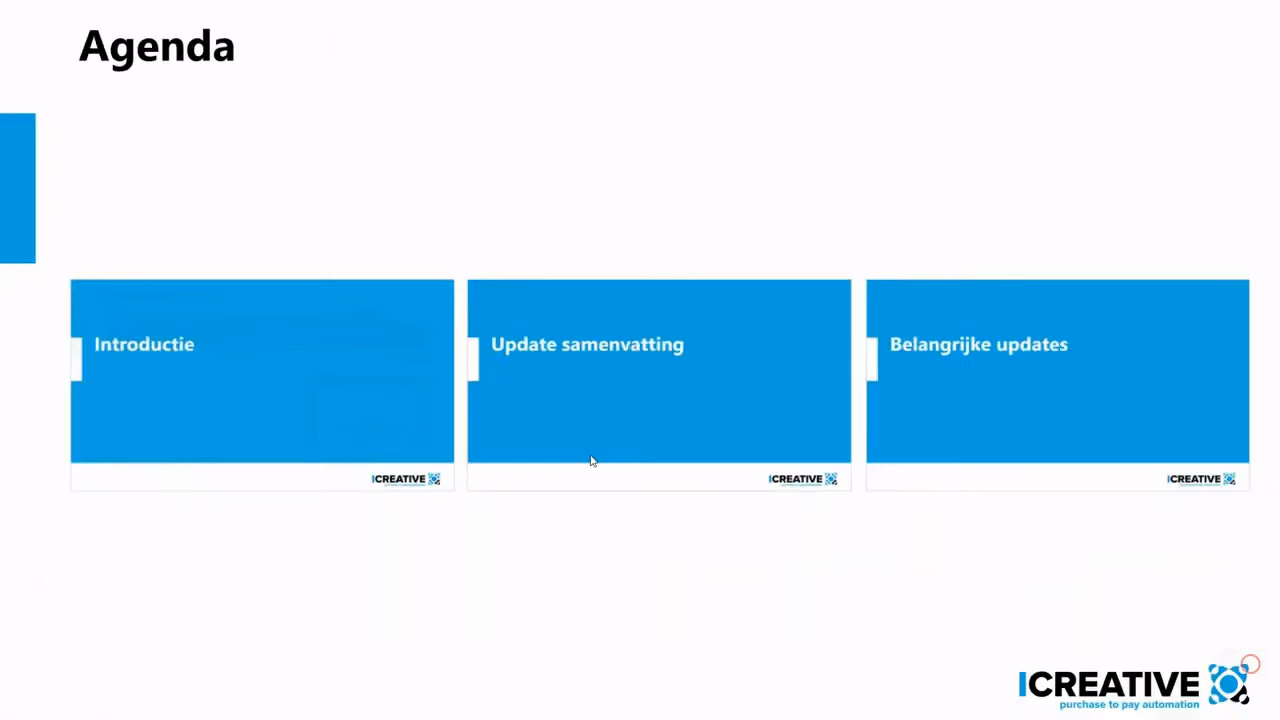 Agenda
Introductie
Update samenvatting
Belangrijke updates
ICREATIVE
ICREATIVE
ICREATIVE
ICREATIVE
purchase to pay automation